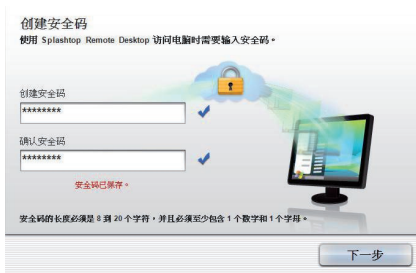 创建安全码
使用 Splashtop Remote Desktop 访问电脑时需要输入安全码。
创建安全码
********
确认安全码
********
安全码已保存。
安全码的长度必须是 8 到 20 个字符，并且必须至少包含 1 个数字和 1 个字母。
下一步